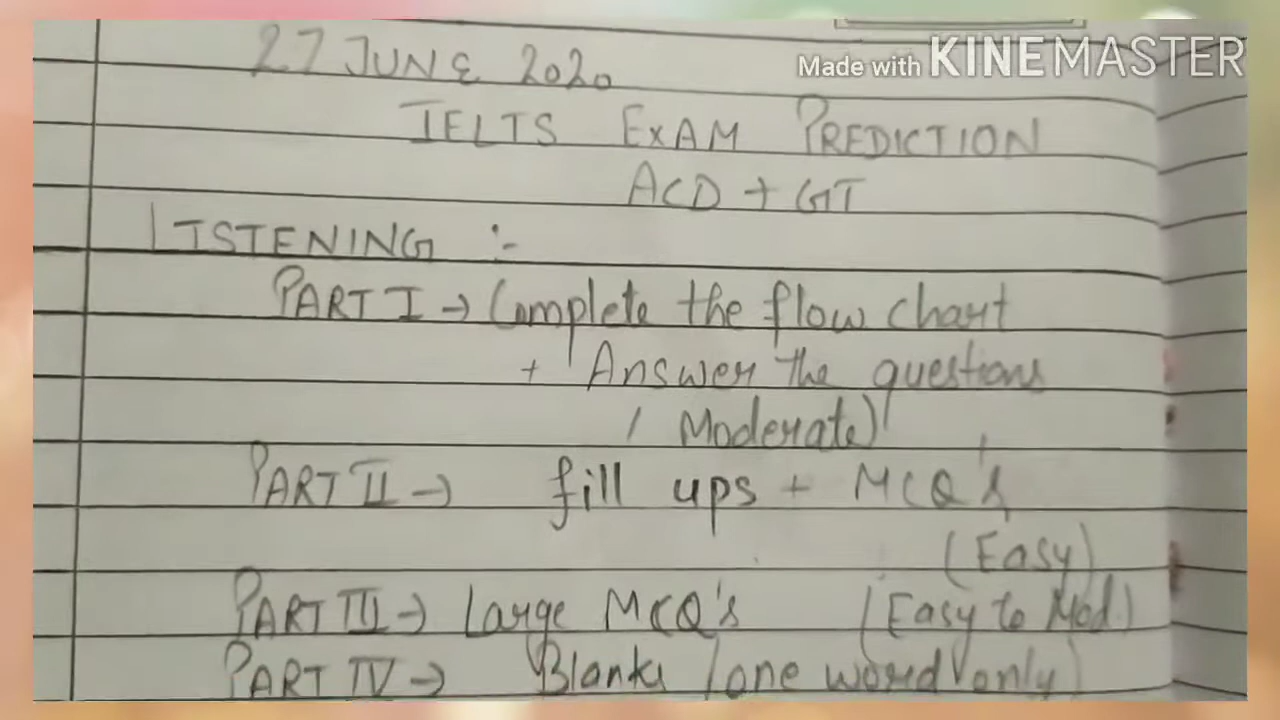 27 JUNE 2020
Made with KINEMASTER
IELTS EXAM PREDICTION
ACD + GT
LISTENING :-
PART I → Complete the flow chart
+ Answer the questions
(Moderate)
PART II → fill ups + MCQ's
(Easy)
PART III → Large MCQ's (Easy to Mod.)
PART IV → Blanks (one word only)